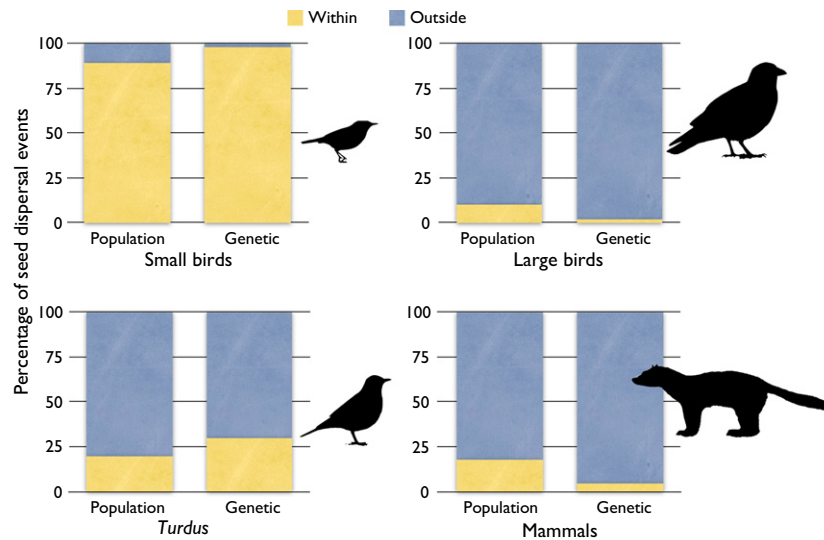 Within Outside
Percentage of seed dispersal events
100
75
50
25
0
Population Genetic
Small birds
100
75
50
25
0
Population Genetic
Large birds
100
75
50
25
0
Population Genetic
Turdus
100
75
50
25
0
Population Genetic
Mammals